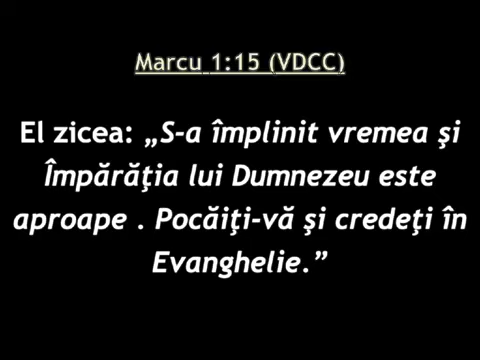 Marcu 1:15 (VDCC)
El zicea: „S-a împlinit vremea şi
Împărăţia lui Dumnezeu este
aproape . Pocăiţi-vă şi credeţi în
Evanghelie.”